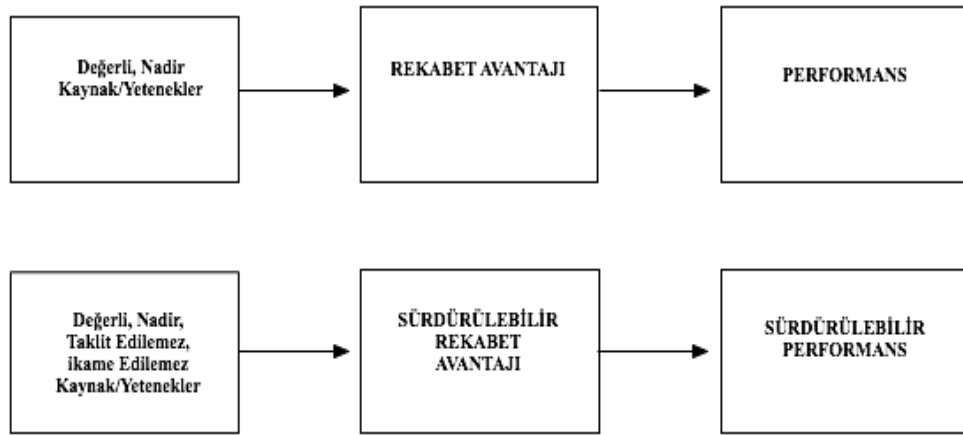 Değerli, Nadir
Kaynak/Yetenekler
REKABET AVANTAJI
PERFORMANS
Değerli, Nadir,
Taklit Edilemez,
ikame Edilemez
Kaynak/Yetenekler
SÜRDÜRÜLEBİLİR
REKABET
AVANTAJI
SÜRDÜRÜLEBİLİR
PERFORMANS